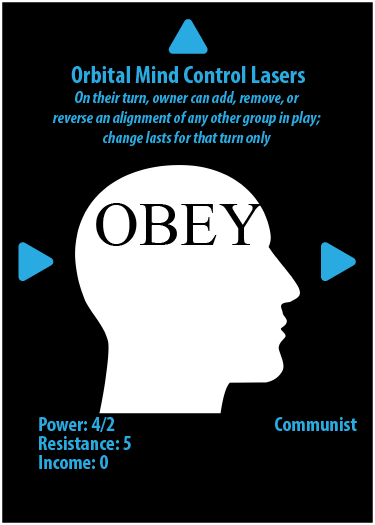 Orbital Mind Control Lasers
On their turn, owner can add, remove, or
reverse an alignment of any other group in play;
change lasts for that turn only
OBEY
Power: 4/2
Communist
Resistance: 5
Income: 0